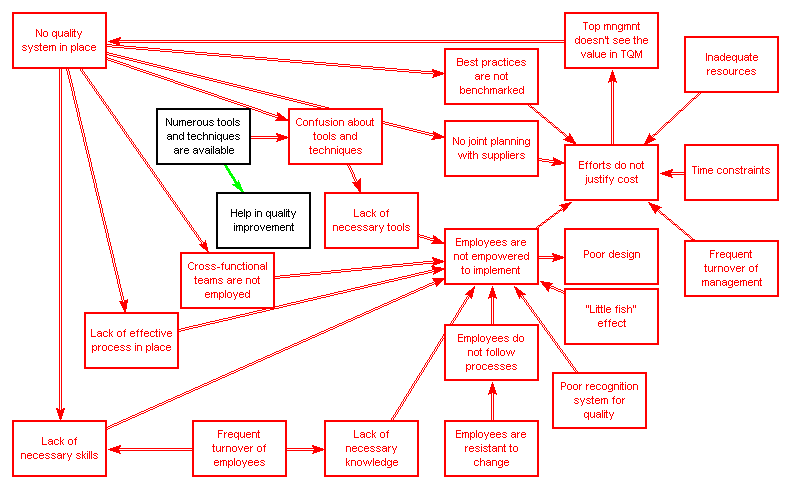 No quality
system in place
Top mngmnt
doesn't see the
value in TQM
Best practices
are not
benchmarked
Inadequate
resources
Numerous tools
and techniques
are available
Confusion about
tools and
techniques
No joint planning
with suppliers
Efforts do not
justify cost
Time constraints
Help in quality
improvement
Lack of
necessary tools
Employees are
not empowered
to implement
Poor design
Frequent
turnover of
management
Cross-functional
teams are not
employed
"Little fish"
effect
Lack of effective
process in place
Employees do
not follow
processes
Poor recognition
system for
quality
Lack of
necessary skills
Frequent
turnover of
employees
Lack of
necessary
knowledge
Employees are
resistant to
change